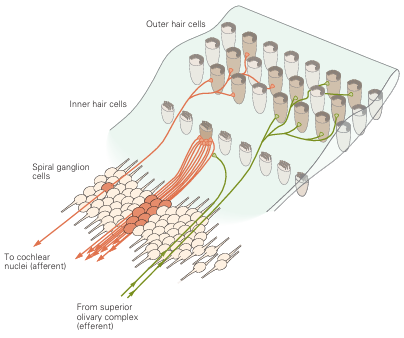 Outer hair cells
Inner hair cells
Spiral ganglion
cells
To cochlear
nuclei (afferent)
From superior
olivary complex
(efferent)